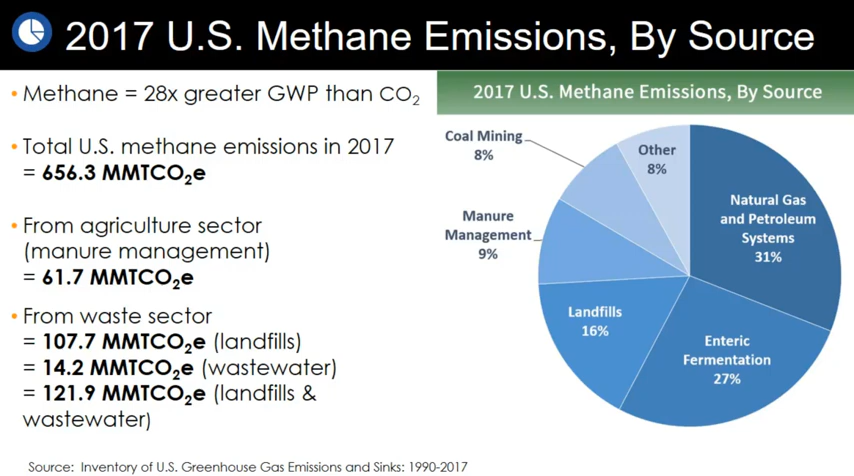 2017 U.S. Methane Emissions, By Source
• Methane = 28x greater GWP than CO₂
• Total U.S. methane emissions in 2017
= 656.3 MMTCO₂e
• From agriculture sector
(manure management)
= 61.7 MMTCO₂e
• From waste sector
= 107.7 MMTCO₂e (landfills)
= 14.2 MMTCO₂e (wastewater)
= 121.9 MMTCO₂e (landfills &
wastewater)
2017 U.S. Methane Emissions, By Source
Coal Mining
8%
Other
8%
Natural Gas
and Petroleum
Systems
31%
Manure
Management
9%
Landfills
16%
Enteric
Fermentation
27%
Source: Inventory of U.S. Greenhouse Gas Emissions and Sinks: 1990-2017